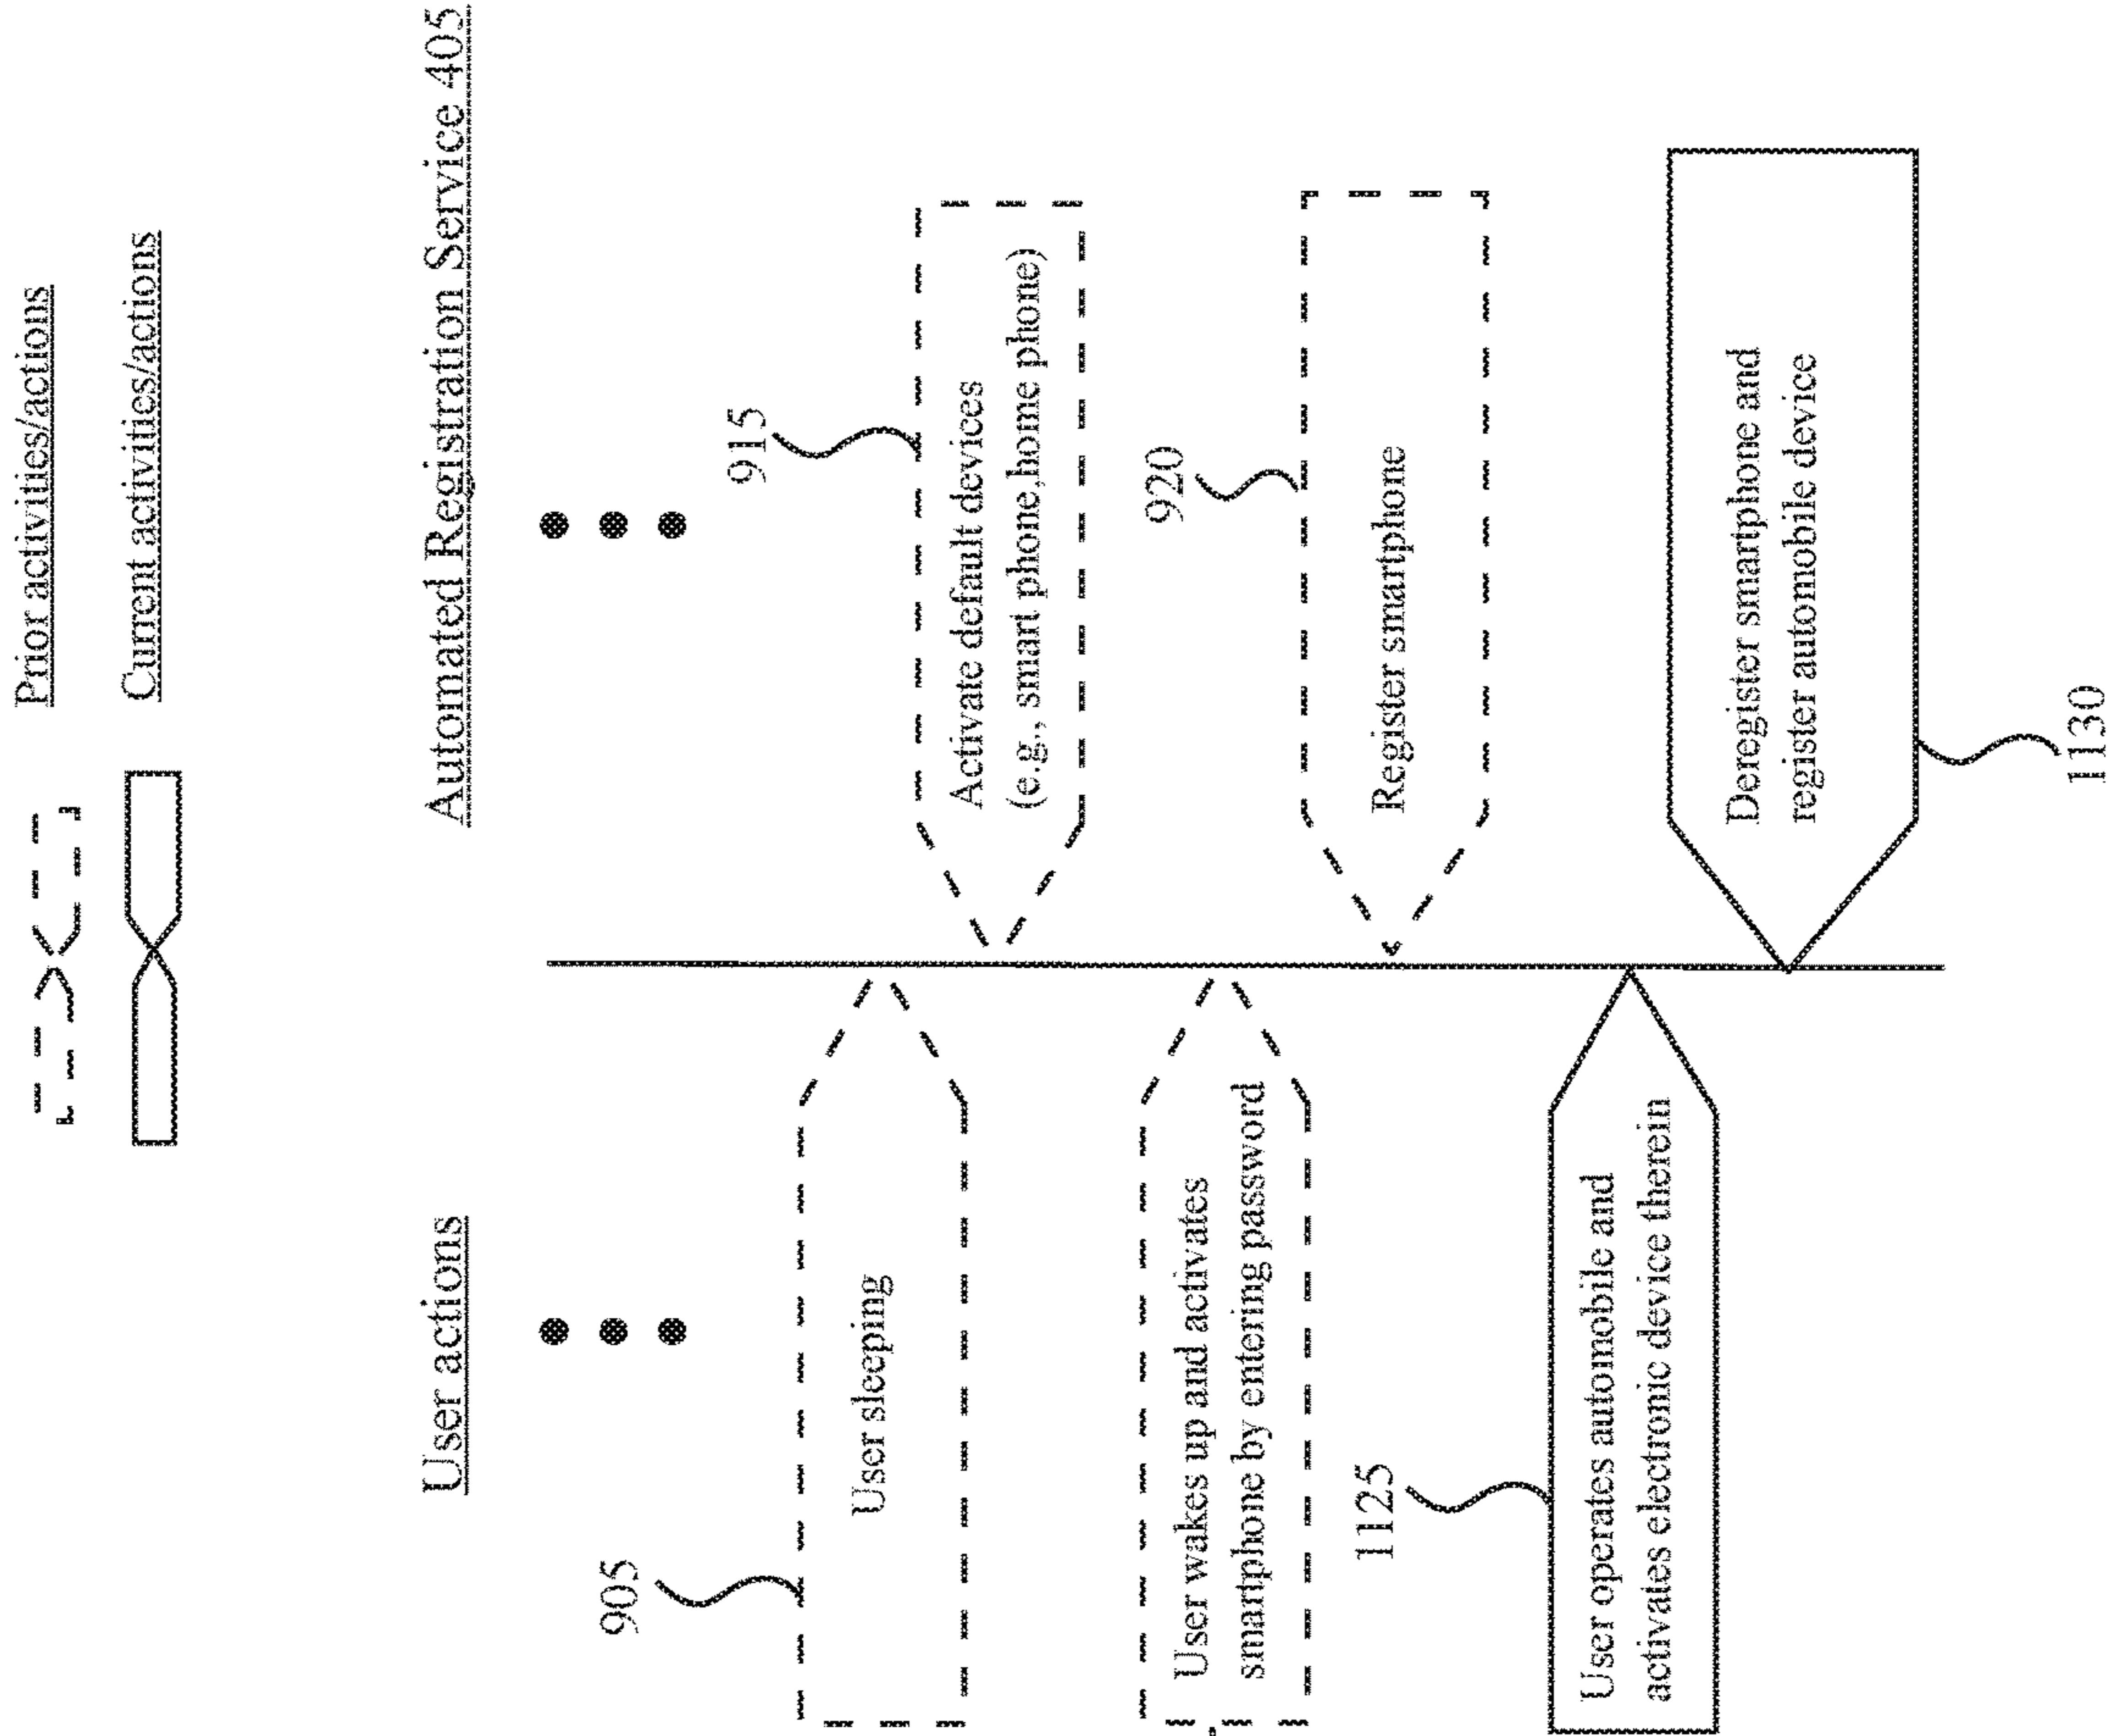 Prior activities/actions
Current activities/actions
User actions
Automated Registration Service 405
905
User sleeping
915
Activate default devices
(e.g., smart phone,home phone)
User wakes up and activates
smartphone by entering password
920
Register smartphone
1125
User operates automobile and
activates electronic device therein
Deregister smartphone and
register automobile device
1130